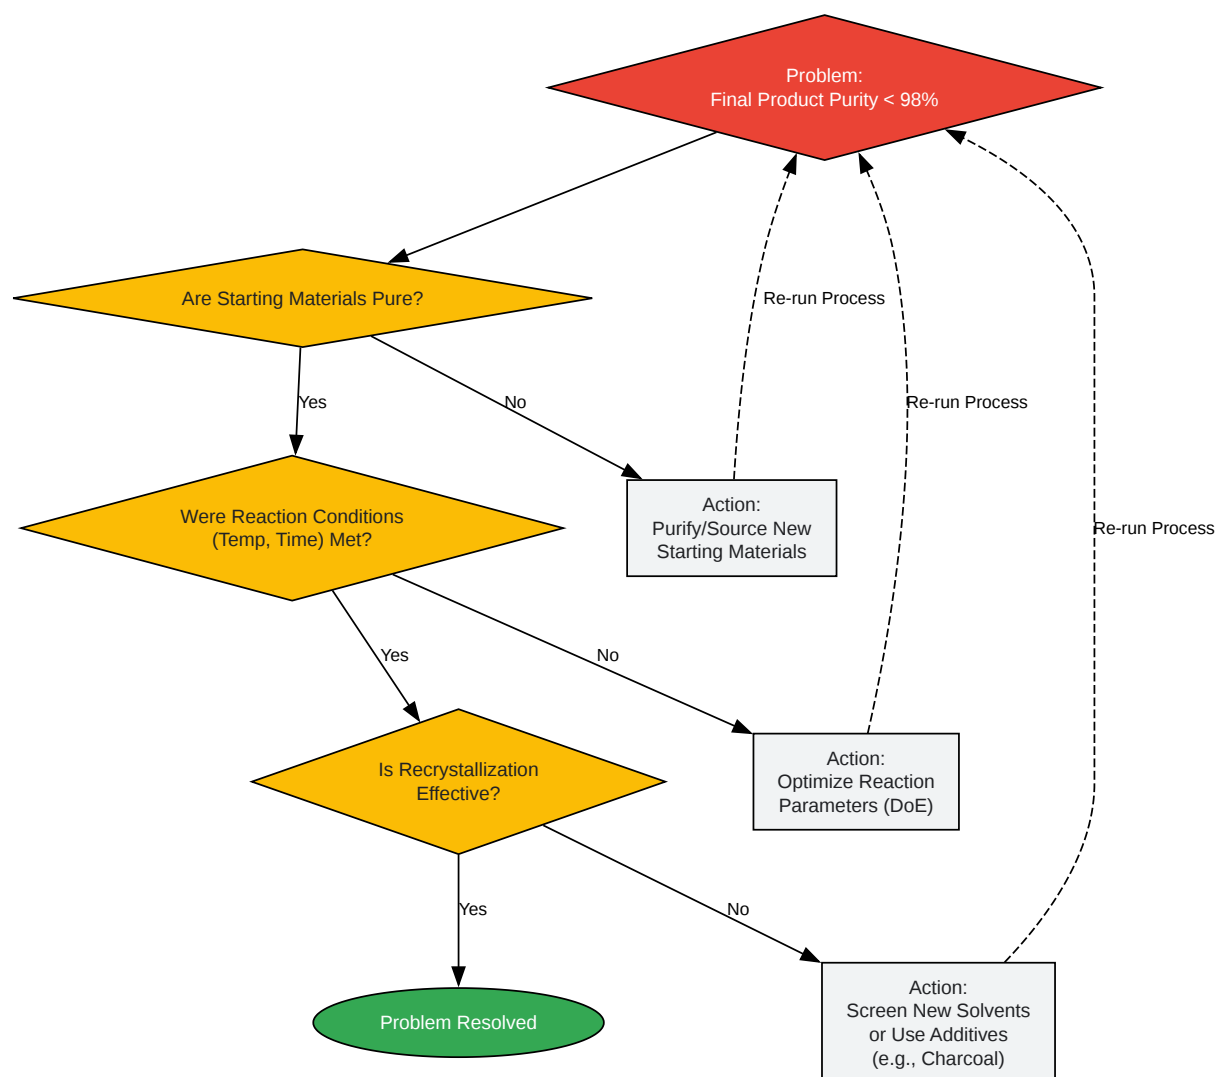 Problem:
Final Product Purity < 98%
Are Starting Materials Pure?
Re-run Process
Yes
No
Re-run Process
Action:
Purify/Source New
Starting Materials
Were Reaction Conditions
(Temp, Time) Met?
Re-run Process
Yes
No
Action:
Optimize Reaction
Parameters (DoE)
Is Recrystallization
Effective?
Yes
No
Action:
Screen New Solvents
or Use Additives
(e.g., Charcoal)
Problem Resolved